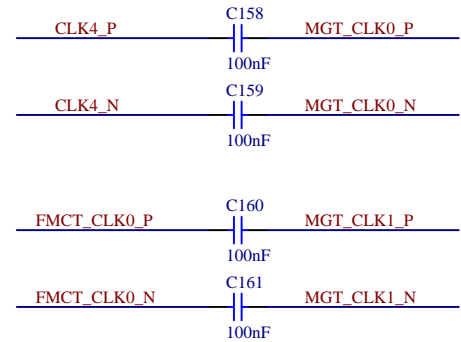 C158
CLK4_P MGT_CLK0_P
100nF
C159
CLK4_N MGT_CLK0_N
100nF
C160
FMCT_CLK0_P MGT_CLK1_P
100nF
C161
FMCT_CLK0_N MGT_CLK1_N
100nF